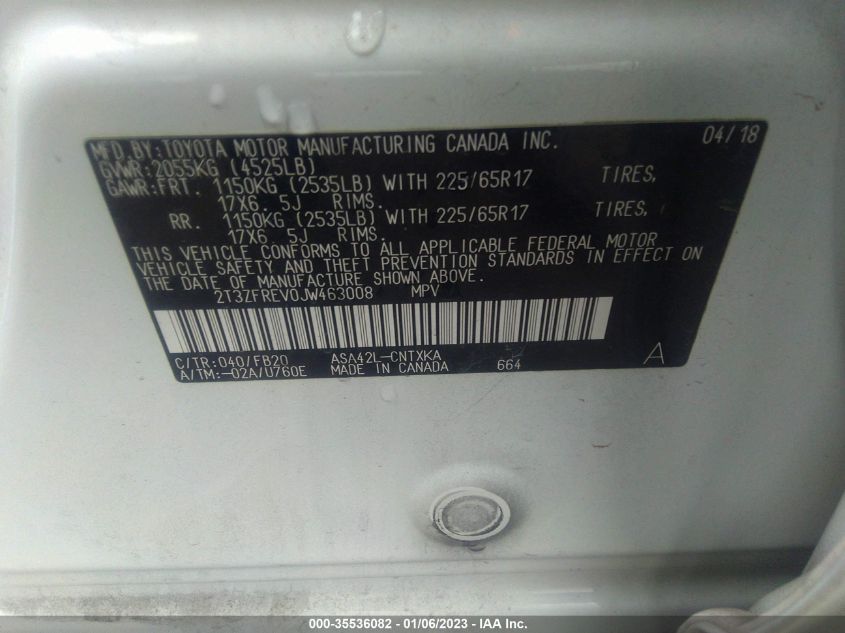 MFD.BY:TOYOTA MOTOR MANUFACTURING CANADA INC. 04/18
GVWR:2055KG (4525LB)
GAWR:FRT. 1150KG (2535LB) WITH 225/65R17 TIRES,
17X6.5J RIMS.
RR. 1150KG (2535LB) WITH 225/65R17 TIRES,
17X6.5J RIMS.
THIS VEHICLE CONFORMS TO ALL APPLICABLE FEDERAL MOTOR
VEHICLE SAFETY AND THEFT PREVENTION STANDARDS IN EFFECT ON
THE DATE OF MANUFACTURE SHOWN ABOVE.
2T3ZFREV0JW463008 MPV
C/TR:040/FB20 ASA42L-CNTXKA A
A/TM:-02A/U760E MADE IN CANADA 664
000-35536082 - 01/06/2023 - © IAA Inc.